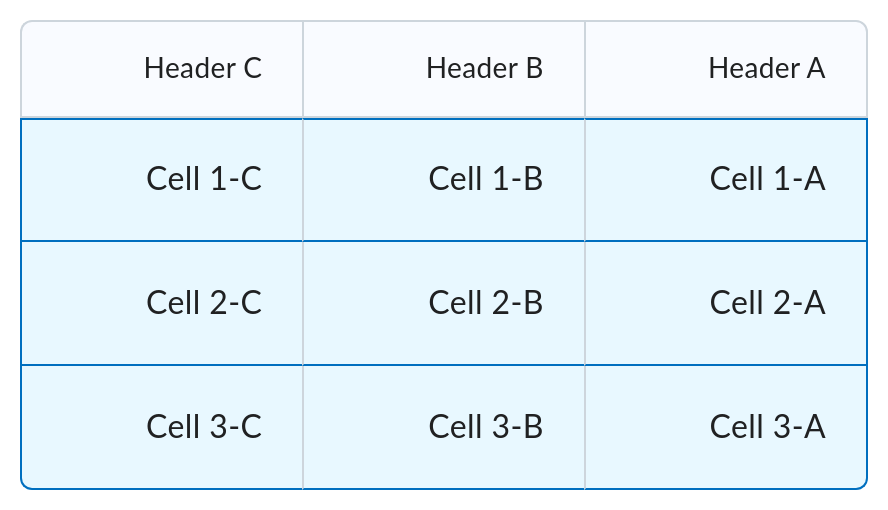 Header C Header B Header A
Cell 1-C Cell 1-B Cell 1-A
Cell 2-C Cell 2-B Cell 2-A
Cell 3-C Cell 3-B Cell 3-A